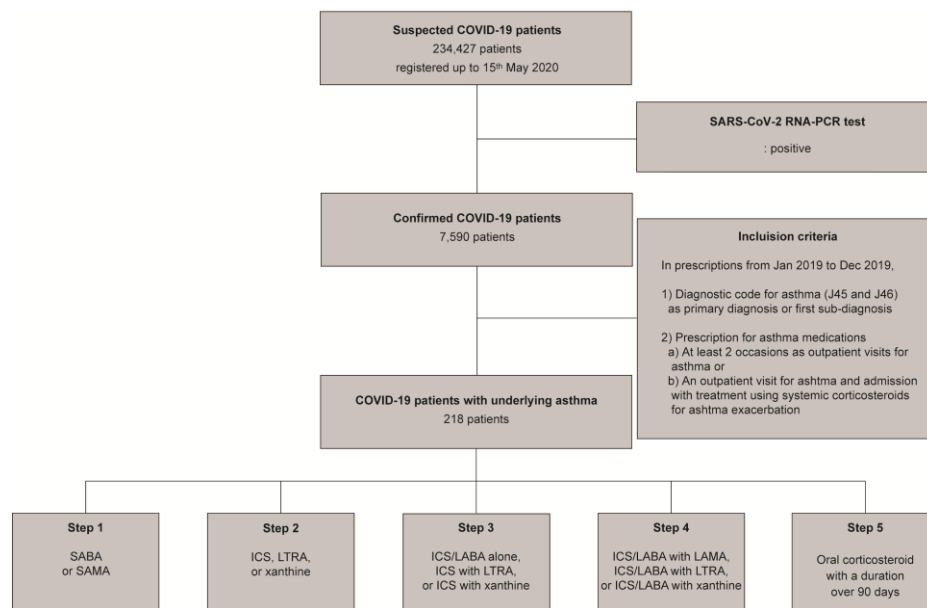 Suspected COVID-19 patients
234,427 patients
registered up to 15th May 2020
SARS-CoV-2 RNA-PCR test
: positive
Confirmed COVID-19 patients
7,590 patients
Incluision criteria
In prescriptions from Jan 2019 to Dec 2019,
1) Diagnostic code for asthma (J45 and J46)
as primary diagnosis or first sub-diagnosis
2) Prescription for asthma medications
a) At least 2 occasions as outpatient visits for
asthma or
b) An outpatient visit for ashtma and admission
with treatment using systemic corticosteroids
for ashtma exacerbation
COVID-19 patients with underlying asthma
218 patients
Step 1
SABA
or SAMA
Step 2
ICS, LTRA,
or xanthine
Step 3
ICS/LABA alone,
ICS with LTRA,
or ICS with xanthine
Step 4
ICS/LABA with LAMA,
ICS/LABA with LTRA,
or ICS/LABA with xanthine
Step 5
Oral corticosteroid
with a duration
over 90 days